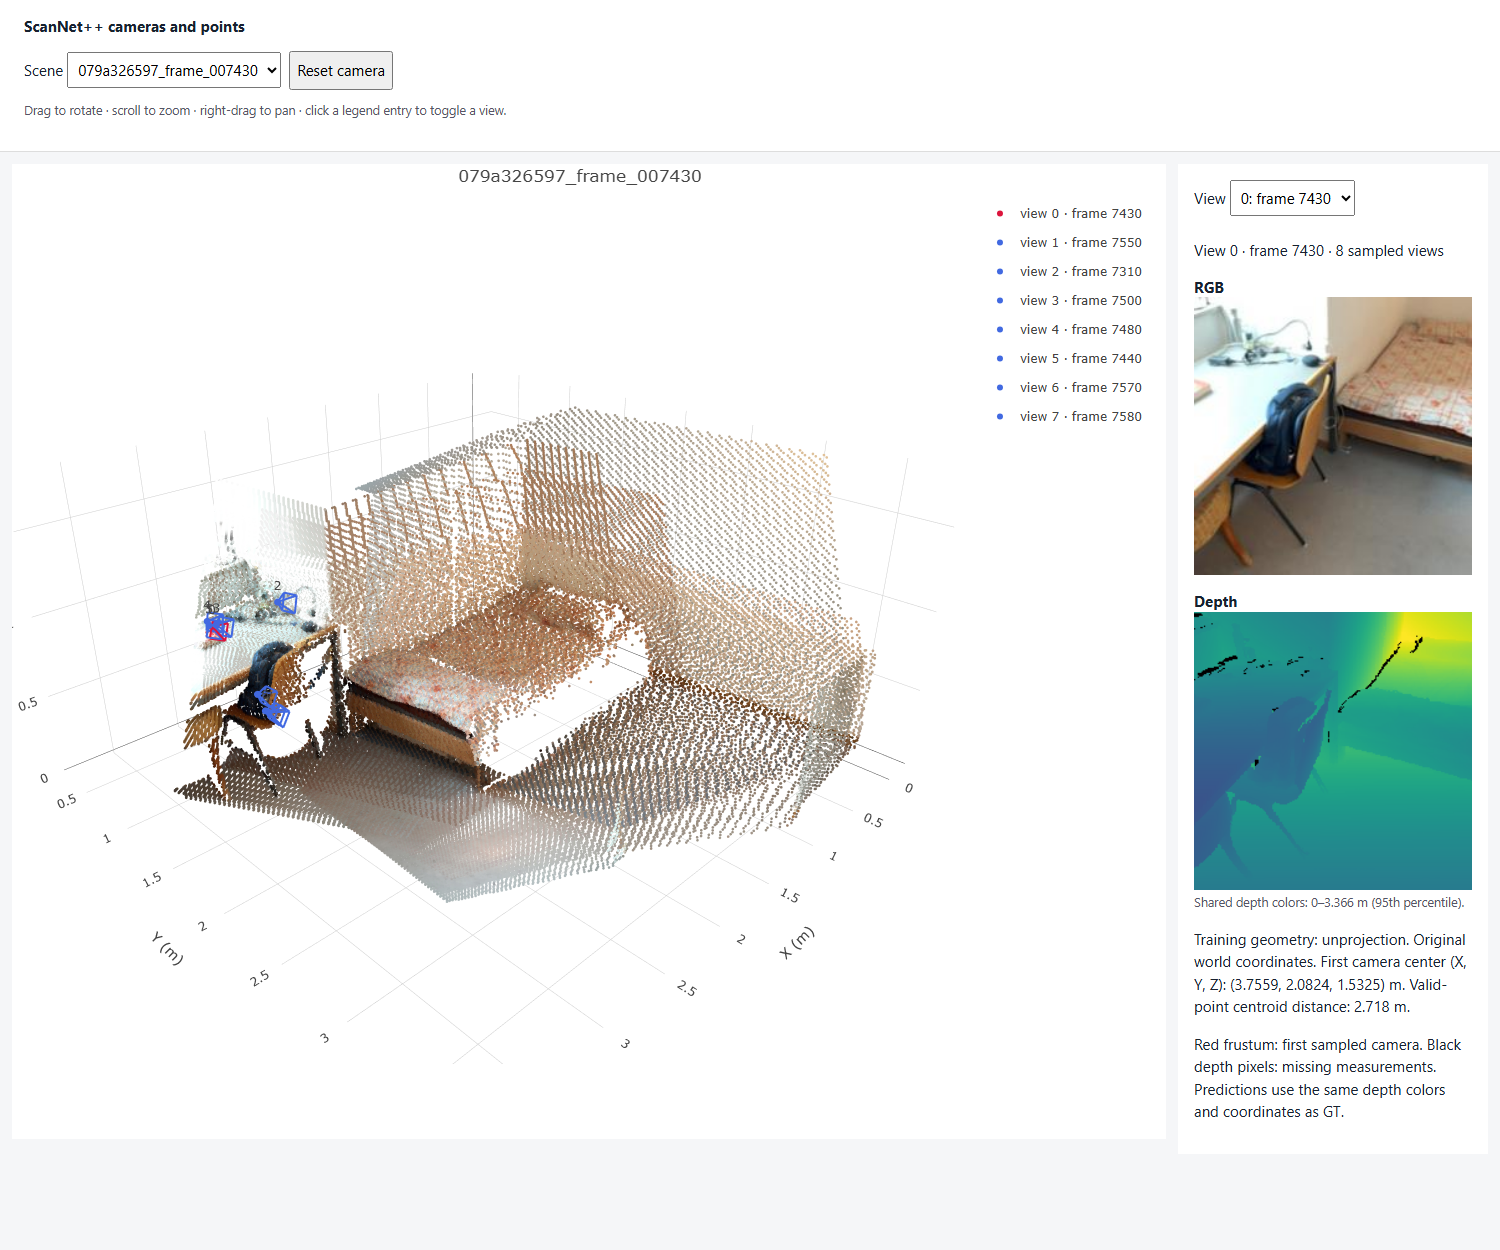 ScanNet++ cameras and points
Scene 079a326597_frame_007430 Reset camera
Drag to rotate · scroll to zoom · right-drag to pan · click a legend entry to toggle a view.
079a326597_frame_007430
view 0 · frame 7430
view 1 · frame 7550
view 2 · frame 7310
view 3 · frame 7500
view 4 · frame 7480
view 5 · frame 7440
view 6 · frame 7570
view 7 · frame 7580
2
0.5
0
0.5
1
1.5
2
2.5
3
Y (m)
0
0.5
1
1.5
2
2.5
3
X (m)
View 0: frame 7430
View 0 · frame 7430 · 8 sampled views
RGB
Depth
Shared depth colors: 0–3.366 m (95th percentile).
Training geometry: unprojection. Original
world coordinates. First camera center (X,
Y, Z): (3.7559, 2.0824, 1.5325) m. Valid-
point centroid distance: 2.718 m.
Red frustum: first sampled camera. Black
depth pixels: missing measurements.
Predictions use the same depth colors
and coordinates as GT.